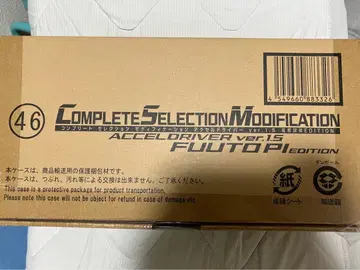 4 549660 883326
46
COMPLETE SELECTION MODIFICATION
コンプリート セレクション モディフィケーション アクセルドライバー ver.1.5 風都探偵EDITION
ACCELDRIVER ver.1.5
FUUTO PI EDITION
本ケースは、商品輸送用の保護梱包材です。
本ケースは、つぶれ、汚れ等による交換は出来ません。ご了承ください。
This case is a protective package for product transportation.
Please note this case will not be subject for refund in case of damage etc.
ダンボール
紙
輸送箱